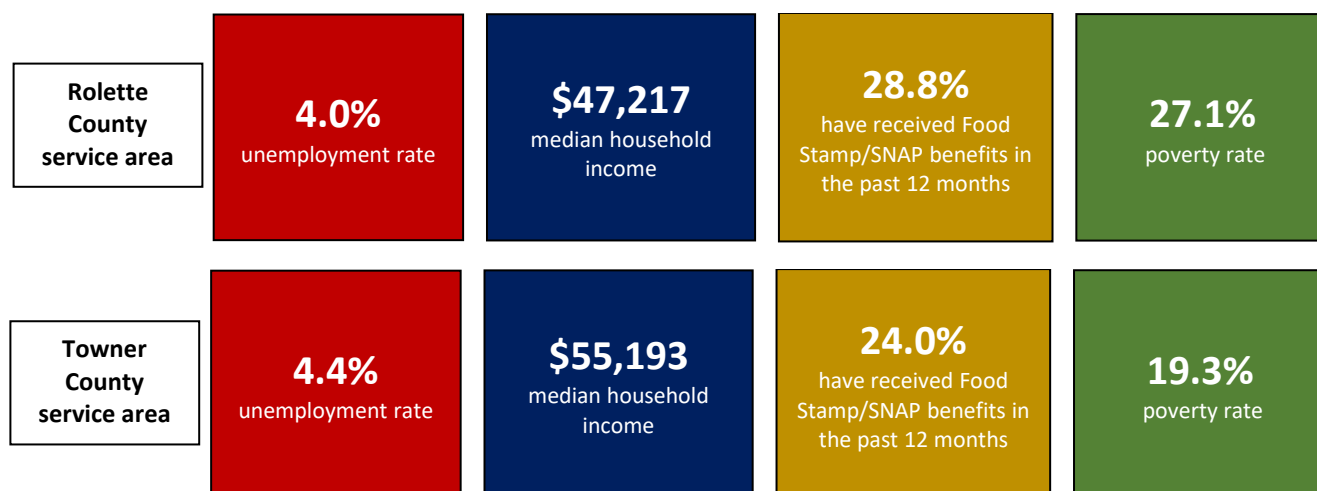 Rolette
County
service area
4.0%
unemployment rate
$47,217
median household
income
28.8%
have received Food
Stamp/SNAP benefits in
the past 12 months
27.1%
poverty rate
Towner
County
service area
4.4%
unemployment rate
$55,193
median household
income
24.0%
have received Food
Stamp/SNAP benefits in
the past 12 months
19.3%
poverty rate